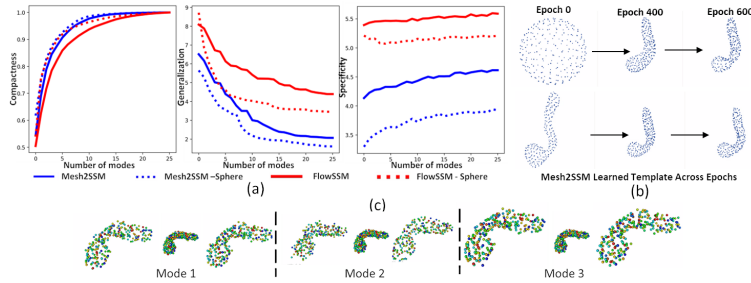 Compactness
1.0
0.9
0.8
0.7
0.6
0.5
0
5
10
15
20
25
Number of modes
Generalization
9
8
7
6
5
4
3
2
0
5
10
15
20
25
Number of modes
Specificity
5.5
5.0
4.5
4.0
3.5
0
5
10
15
20
25
Number of modes
Mesh2SSM
Mesh2SSM –Sphere
FlowSSM
FlowSSM - Sphere
(a)
Epoch 0
Epoch 400
Epoch 600
Mesh2SSM Learned Template Across Epochs
(b)
(c)
Mode 1
Mode 2
Mode 3